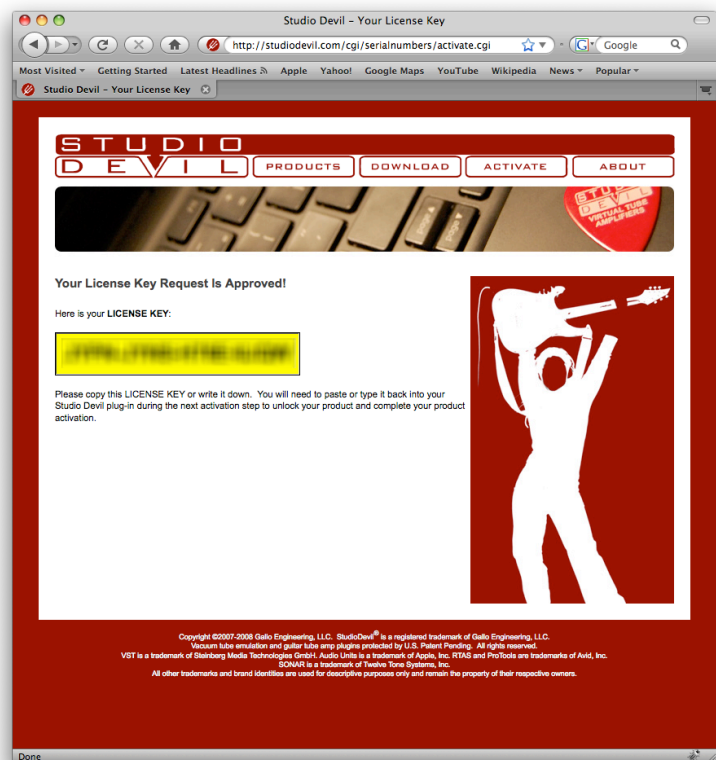 Studio Devil – Your License Key
http://studiodevil.com/cgi/serialnumbers/activate.cgi
G
Google
Most Visited
Getting Started
Latest Headlines
Apple
Yahoo!
Google Maps
YouTube
Wikipedia
News
Popular
Studio Devil – Your License Key
STUDIO
DEVIL
PRODUCTS
DOWNLOAD
ACTIVATE
ABOUT
page
page
STUDIO
DEVIL
VIRTUAL TUBE
AMPLIFIERS
Your License Key Request Is Approved!
Here is your LICENSE KEY:
Please copy this LICENSE KEY or write it down. You will need to paste or type it back into your
Studio Devil plug-in during the next activation step to unlock your product and complete your product
activation.
Copyright ©2007-2008 Gallo Engineering, LLC. StudioDevil® is a registered trademark of Gallo Engineering, LLC.
Vacuum tube emulation and guitar tube amp plugins protected by U.S. Patent Pending. All rights reserved.
VST is a trademark of Steinberg Media Technologies GmbH. Audio Units is a trademark of Apple, Inc. RTAS and ProTools are trademarks of Avid, Inc.
SONAR is a trademark of Twelve Tone Systems, Inc.
All other trademarks and brand identities are used for descriptive purposes only and remain the property of their respective owners.
Done